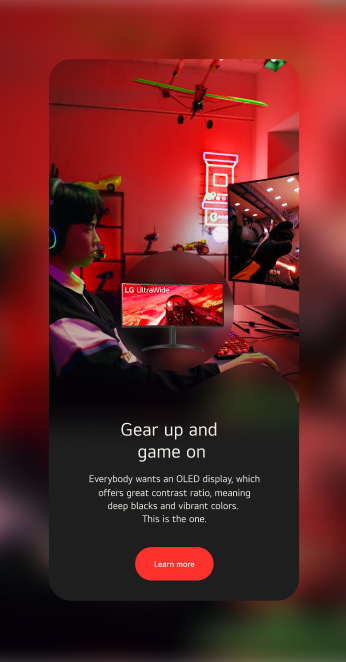 LG UltraWide
Gear up and
game on
Everybody wants an OLED display, which
offers great contrast ratio, meaning
deep blacks and vibrant colors.
This is the one.
Learn more